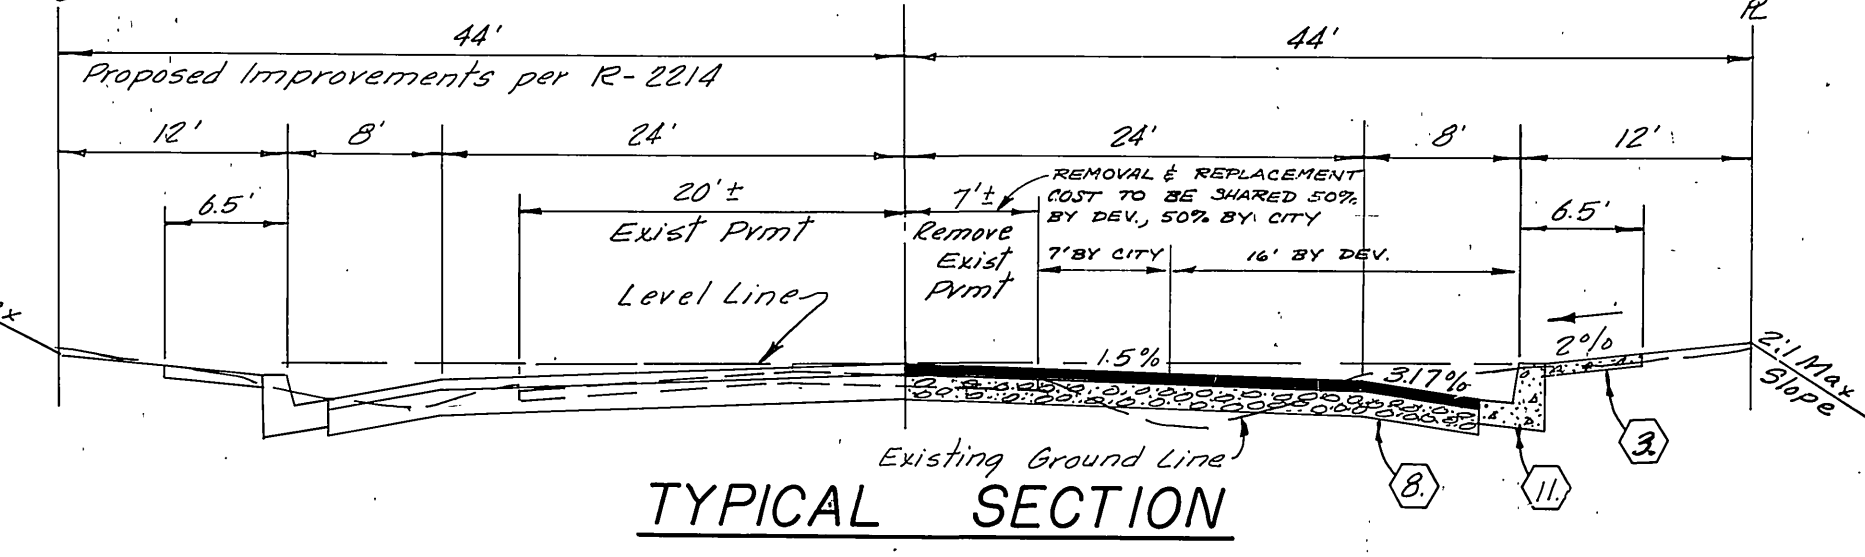 44'
44'
PL
Proposed Improvements per R-2214
12'
8'
24'
24'
8'
12'
6.5'
20'±
Exist Pvmt
7'±
Remove
Exist
Pvmt
REMOVAL & REPLACEMENT
COST TO BE SHARED 50%
BY DEV., 50% BY CITY
7' BY CITY
16' BY DEV.
6.5'
Level Line
1.5%
3.17%
2%
2:1 Max
Slope
Existing Ground Line
8.
11.
3.
TYPICAL SECTION